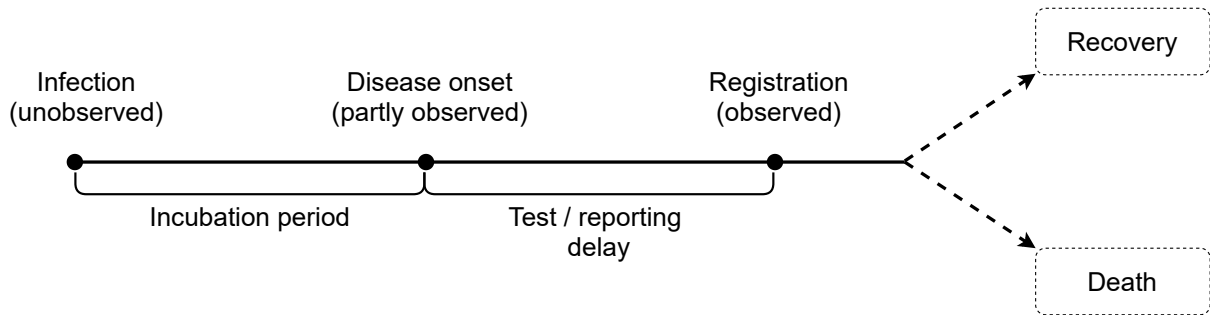 Infection
(unobserved)
Disease onset
(partly observed)
Registration
(observed)
Recovery
Incubation period
Test / reporting
delay
Death